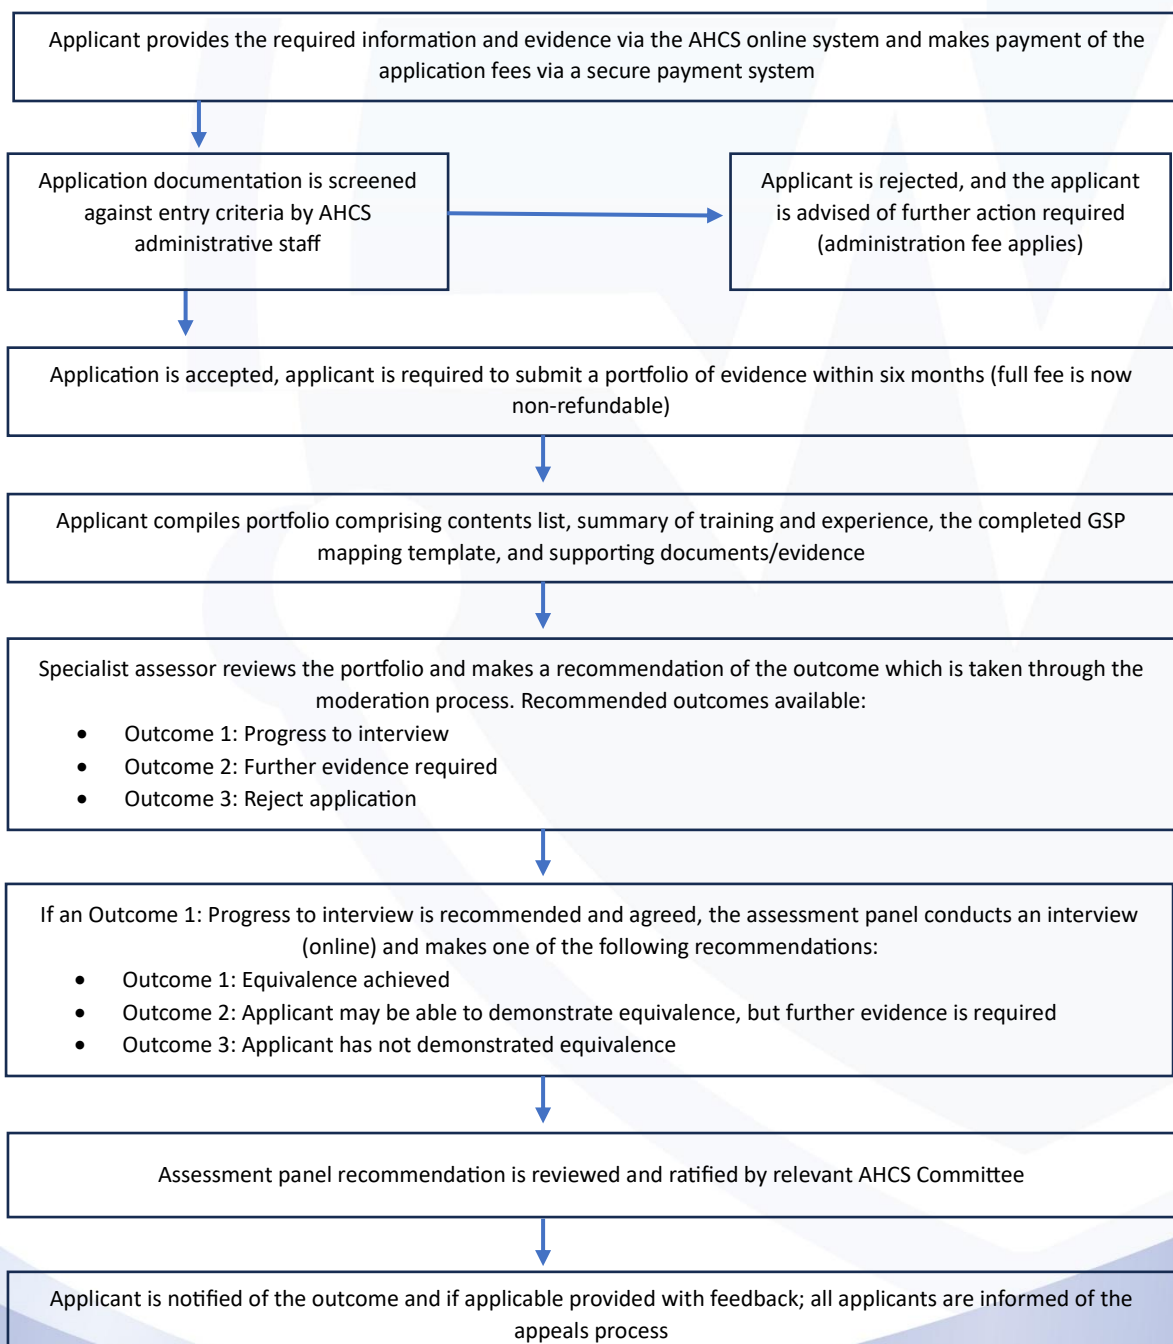 Applicant provides the required information and evidence via the AHCS online system and makes payment of the
application fees via a secure payment system
Application documentation is screened
against entry criteria by AHCS
administrative staff
Applicant is rejected, and the applicant
is advised of further action required
(administration fee applies)
Application is accepted, applicant is required to submit a portfolio of evidence within six months (full fee is now
non-refundable)
Applicant compiles portfolio comprising contents list, summary of training and experience, the completed GSP
mapping template, and supporting documents/evidence
Specialist assessor reviews the portfolio and makes a recommendation of the outcome which is taken through the
moderation process. Recommended outcomes available:
• Outcome 1: Progress to interview
• Outcome 2: Further evidence required
• Outcome 3: Reject application
If an Outcome 1: Progress to interview is recommended and agreed, the assessment panel conducts an interview
(online) and makes one of the following recommendations:
• Outcome 1: Equivalence achieved
• Outcome 2: Applicant may be able to demonstrate equivalence, but further evidence is required
• Outcome 3: Applicant has not demonstrated equivalence
Assessment panel recommendation is reviewed and ratified by relevant AHCS Committee
Applicant is notified of the outcome and if applicable provided with feedback; all applicants are informed of the
appeals process